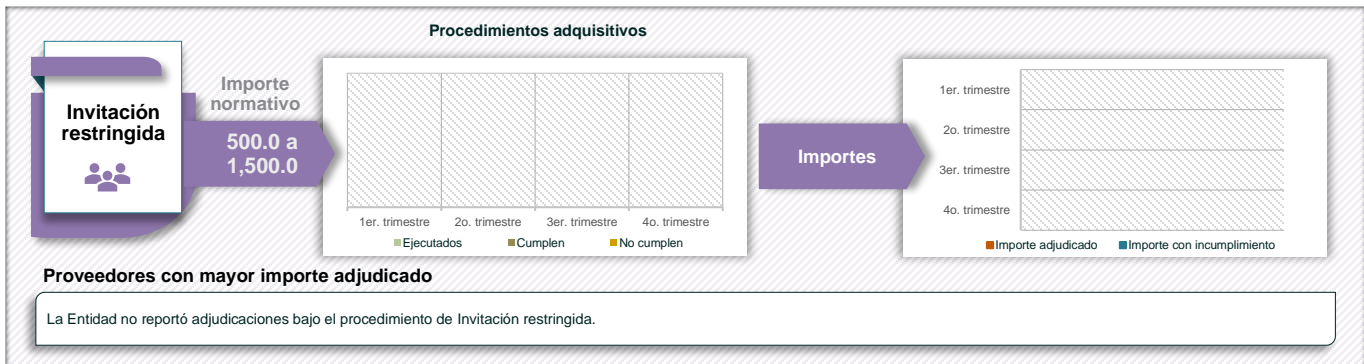 Procedimientos adquisitivos
Invitación
restringida
Importe
normativo
500.0 a
1,500.0
1er. trimestre
2o. trimestre
3er. trimestre
4o. trimestre
Ejecutados
Cumplen
No cumplen
Importes
1er. trimestre
2o. trimestre
3er. trimestre
4o. trimestre
Importe adjudicado
Importe con incumplimiento
Proveedores con mayor importe adjudicado
La Entidad no reportó adjudicaciones bajo el procedimiento de Invitación restringida.